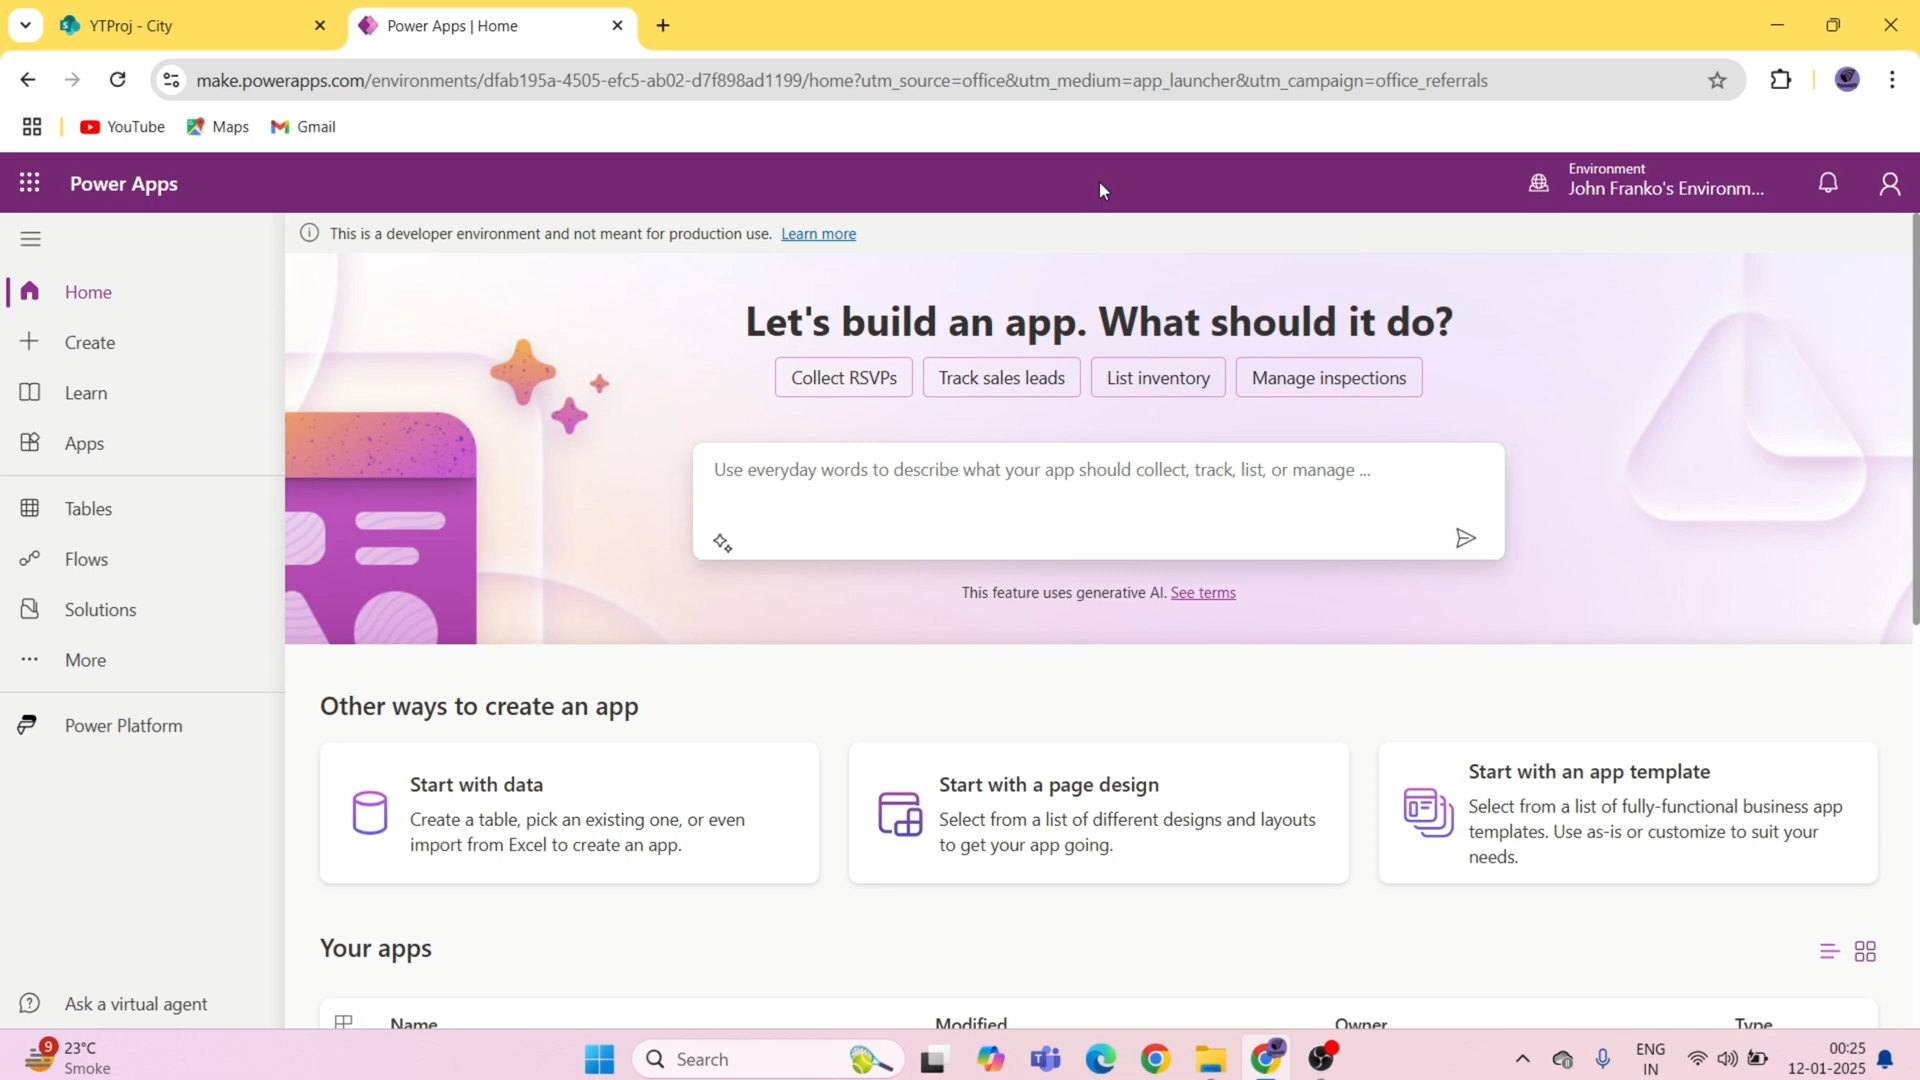 YTProj - City
Power Apps | Home
make.powerapps.com/environments/dfab195a-4505-efc5-ab02-d7f898ad1199/home?utm_source=office&utm_medium=app_launcher&utm_campaign=office_referrals
YouTube
Maps
Gmail
Power Apps
Environment
John Franko's Environm...
This is a developer environment and not meant for production use. Learn more
Home
Create
Learn
Apps
Tables
Flows
Solutions
More
Power Platform
Ask a virtual agent
Let's build an app. What should it do?
Collect RSVPs
Track sales leads
List inventory
Manage inspections
Use everyday words to describe what your app should collect, track, list, or manage ...
This feature uses generative AI. See terms
Other ways to create an app
Start with data
Create a table, pick an existing one, or even
import from Excel to create an app.
Start with a page design
Select from a list of different designs and layouts
to get your app going.
Start with an app template
Select from a list of fully-functional business app
templates. Use as-is or customize to suit your
needs.
Your apps
Name
Modified
Owner
Type
9
23°C
Smoke
Search
ENG
IN
00:25
12-01-2025